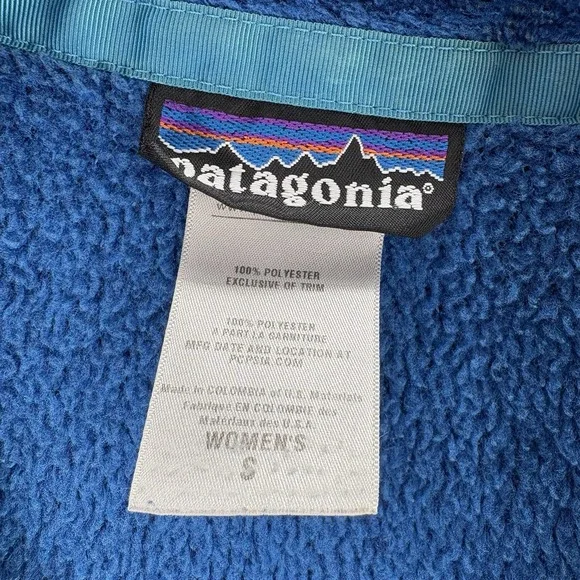 patagonia®
100% POLYESTER
EXCLUSIVE OF TRIM
100% POLYESTER
A PART LA GARNITURE
MFG DATE AND LOCATION AT
PCPSIA.COM
Made in COLOMBIA of U.S. Materials
Fabriqué EN COLOMBIE des
Matériaux des U.S.A.
WOMEN'S
S